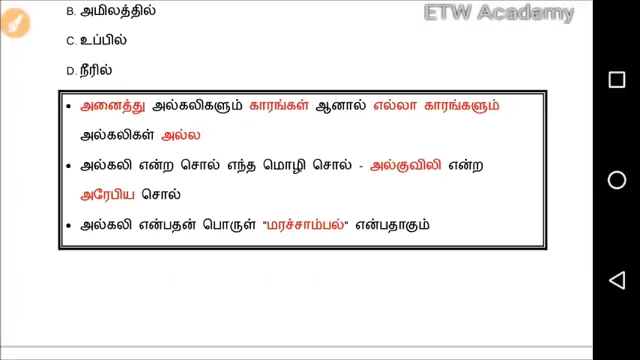 ETW Academy
B. அமிலத்தில்
C. உப்பில்
D. நீரில்
• அனைத்து அல்கலிகளும் காரங்கள் ஆனால் எல்லா காரங்களும்
அல்கலிகள் அல்ல
• அல்கலி என்ற சொல் எந்த மொழி சொல் - அல்குவிலி என்ற
அரேபிய சொல்
• அல்கலி என்பதன் பொருள் "மரச்சாம்பல்" என்பதாகும்